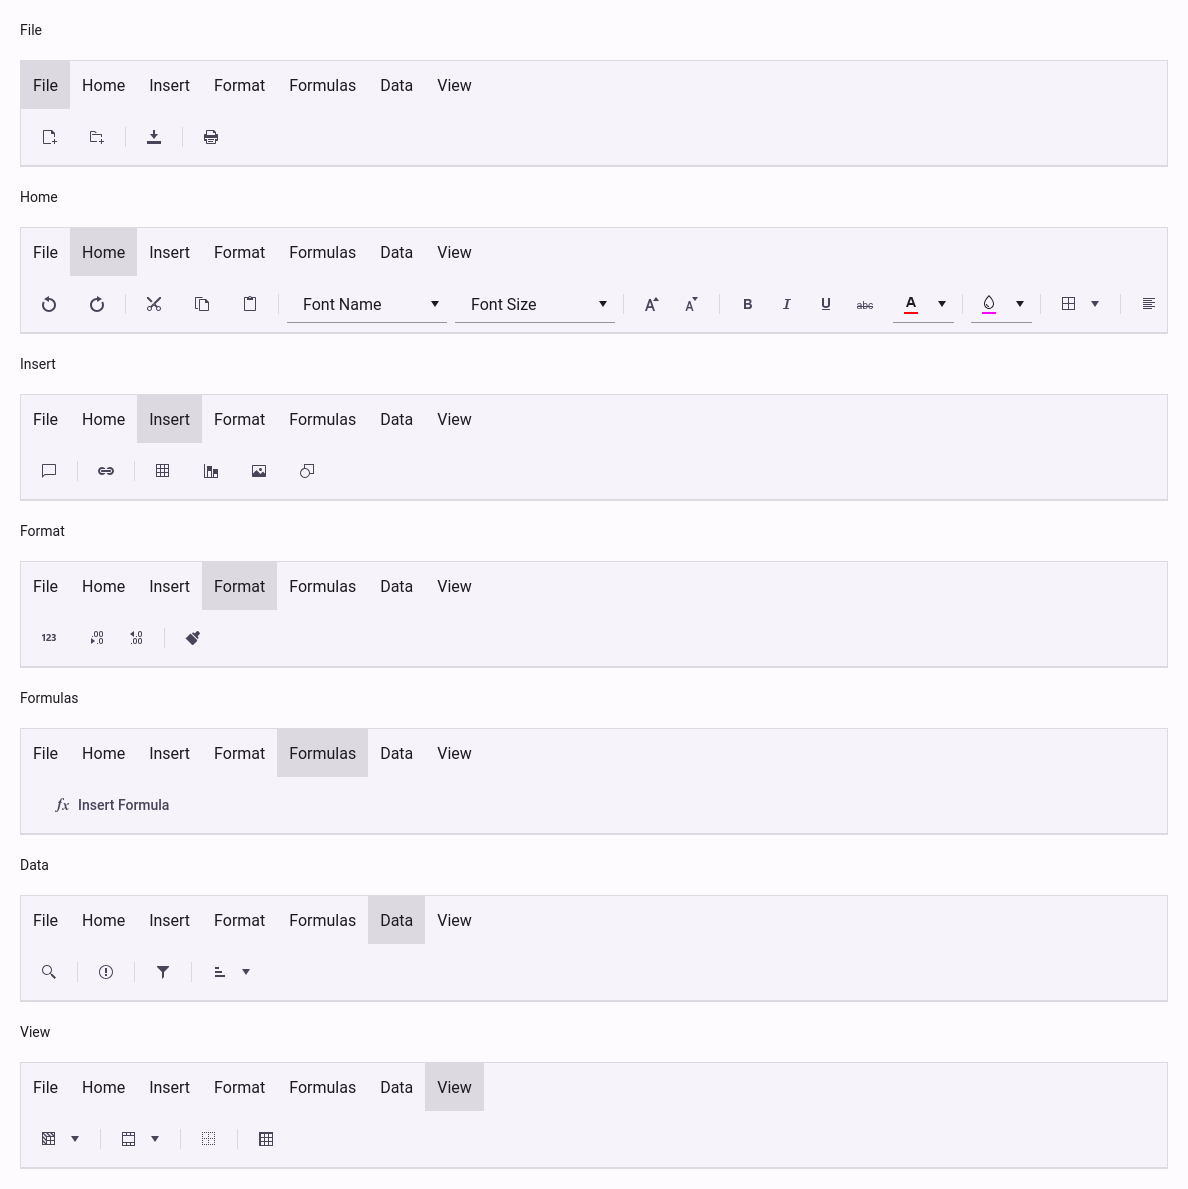 File
File Home Insert Format Formulas Data View
Home
File Home Insert Format Formulas Data View
Font Name Font Size A A B I U abc A
Insert
File Home Insert Format Formulas Data View
Format
File Home Insert Format Formulas Data View
123 .00 .0 .0 .00
Formulas
File Home Insert Format Formulas Data View
fx Insert Formula
Data
File Home Insert Format Formulas Data View
View
File Home Insert Format Formulas Data View